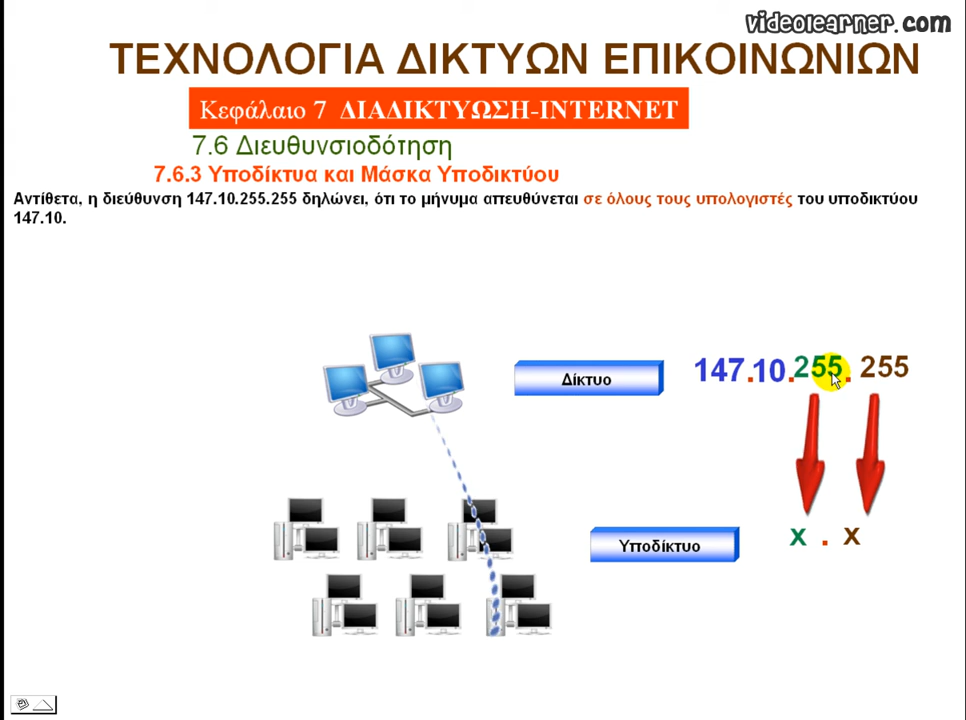 videolearner.com
ΤΕΧΝΟΛΟΓΙΑ ΔΙΚΤΥΩΝ ΕΠΙΚΟΙΝΩΝΙΩΝ
Κεφάλαιο 7 ΔΙΑΔΙΚΤΥΩΣΗ-INTERNET
7.6 Διευθυνσιοδότηση
7.6.3 Υποδίκτυα και Μάσκα Υποδικτύου
Αντίθετα, η διεύθυνση 147.10.255.255 δηλώνει, ότι το μήνυμα απευθύνεται σε όλους τους υπολογιστές του υποδικτύου
147.10.
Δίκτυο
147.10.255.255
Υποδίκτυο
x . x